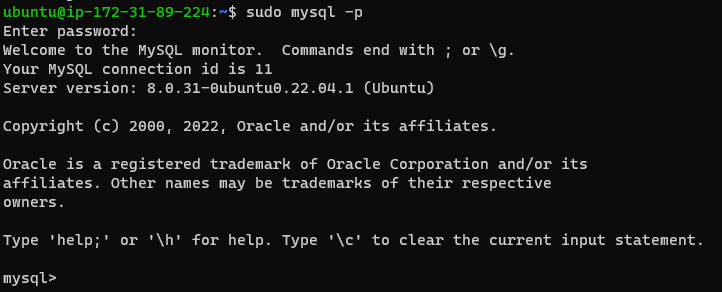 ubuntu@ip-172-31-89-224:~$ sudo mysql -p
Enter password:
Welcome to the MySQL monitor.  Commands end with ; or \g.
Your MySQL connection id is 11
Server version: 8.0.31-0ubuntu0.22.04.1 (Ubuntu)

Copyright (c) 2000, 2022, Oracle and/or its affiliates.

Oracle is a registered trademark of Oracle Corporation and/or its
affiliates. Other names may be trademarks of their respective
owners.

Type 'help;' or '\h' for help. Type '\c' to clear the current input statement.

mysql>